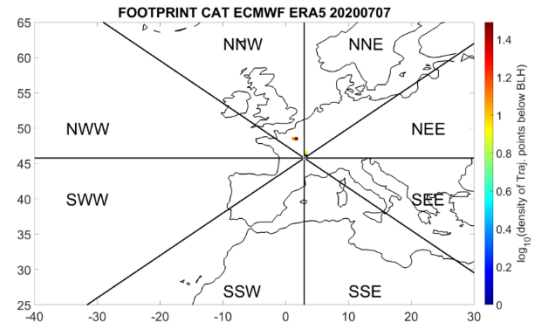 FOOTPRINT CAT ECMWF ERA5 20200707
65
60
55
50
45
40
35
30
25
-40
-30
-20
-10
0
10
20
30
NNW
NNE
NWW
NEE
SWW
SEE
SSW
SSE
1.4
1.2
1
0.8
0.6
0.4
0.2
0
log10(density of Traj. points below BLH)